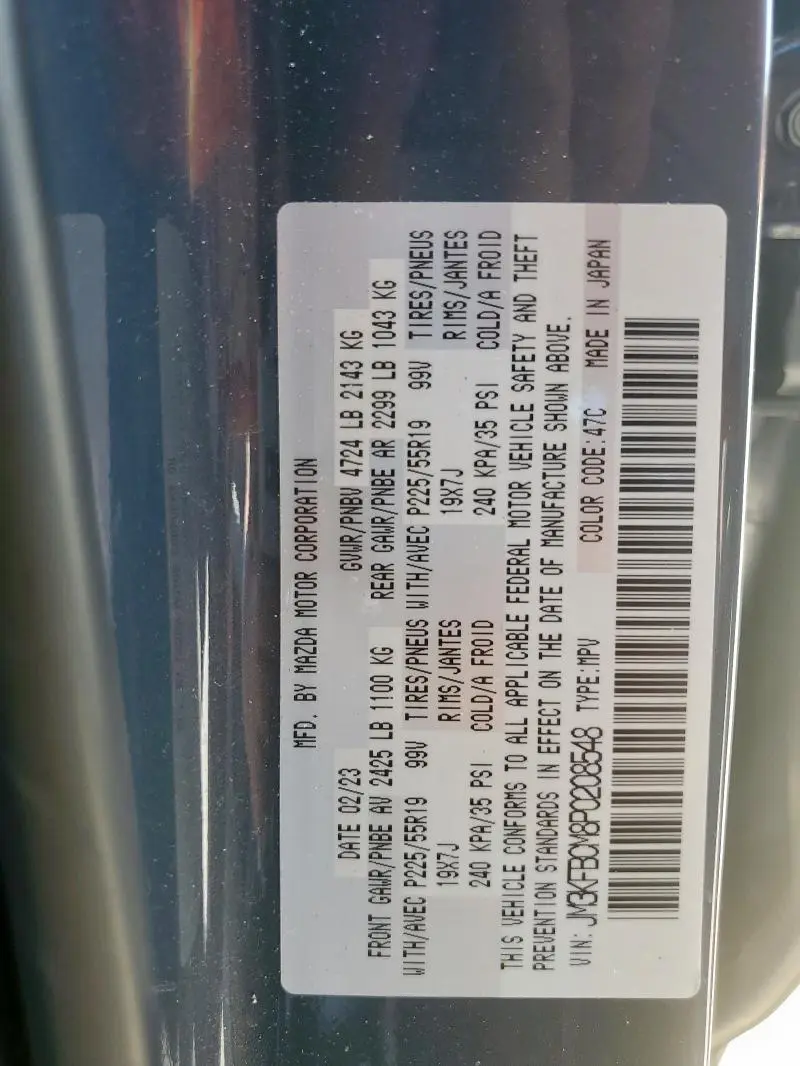 MFD. BY MAZDA MOTOR CORPORATION
DATE 02/23 GVWR/PNBV 4724 LB 2143 KG
FRONT GAWR/PNBE AV 2425 LB 1100 KG REAR GAWR/PNBE AR 2299 LB 1043 KG
WITH/AVEC P225/55R19 99V TIRES/PNEUS WITH/AVEC P225/55R19 99V TIRES/PNEUS
19X7J RIMS/JANTES 19X7J RIMS/JANTES
240 KPA/35 PSI COLD/A FROID 240 KPA/35 PSI COLD/A FROID
THIS VEHICLE CONFORMS TO ALL APPLICABLE FEDERAL MOTOR VEHICLE SAFETY AND THEFT
PREVENTION STANDARDS IN EFFECT ON THE DATE OF MANUFACTURE SHOWN ABOVE.
VIN: JM3KFBCM8P0208548 TYPE:MPV COLOR CODE:47C MADE IN JAPAN